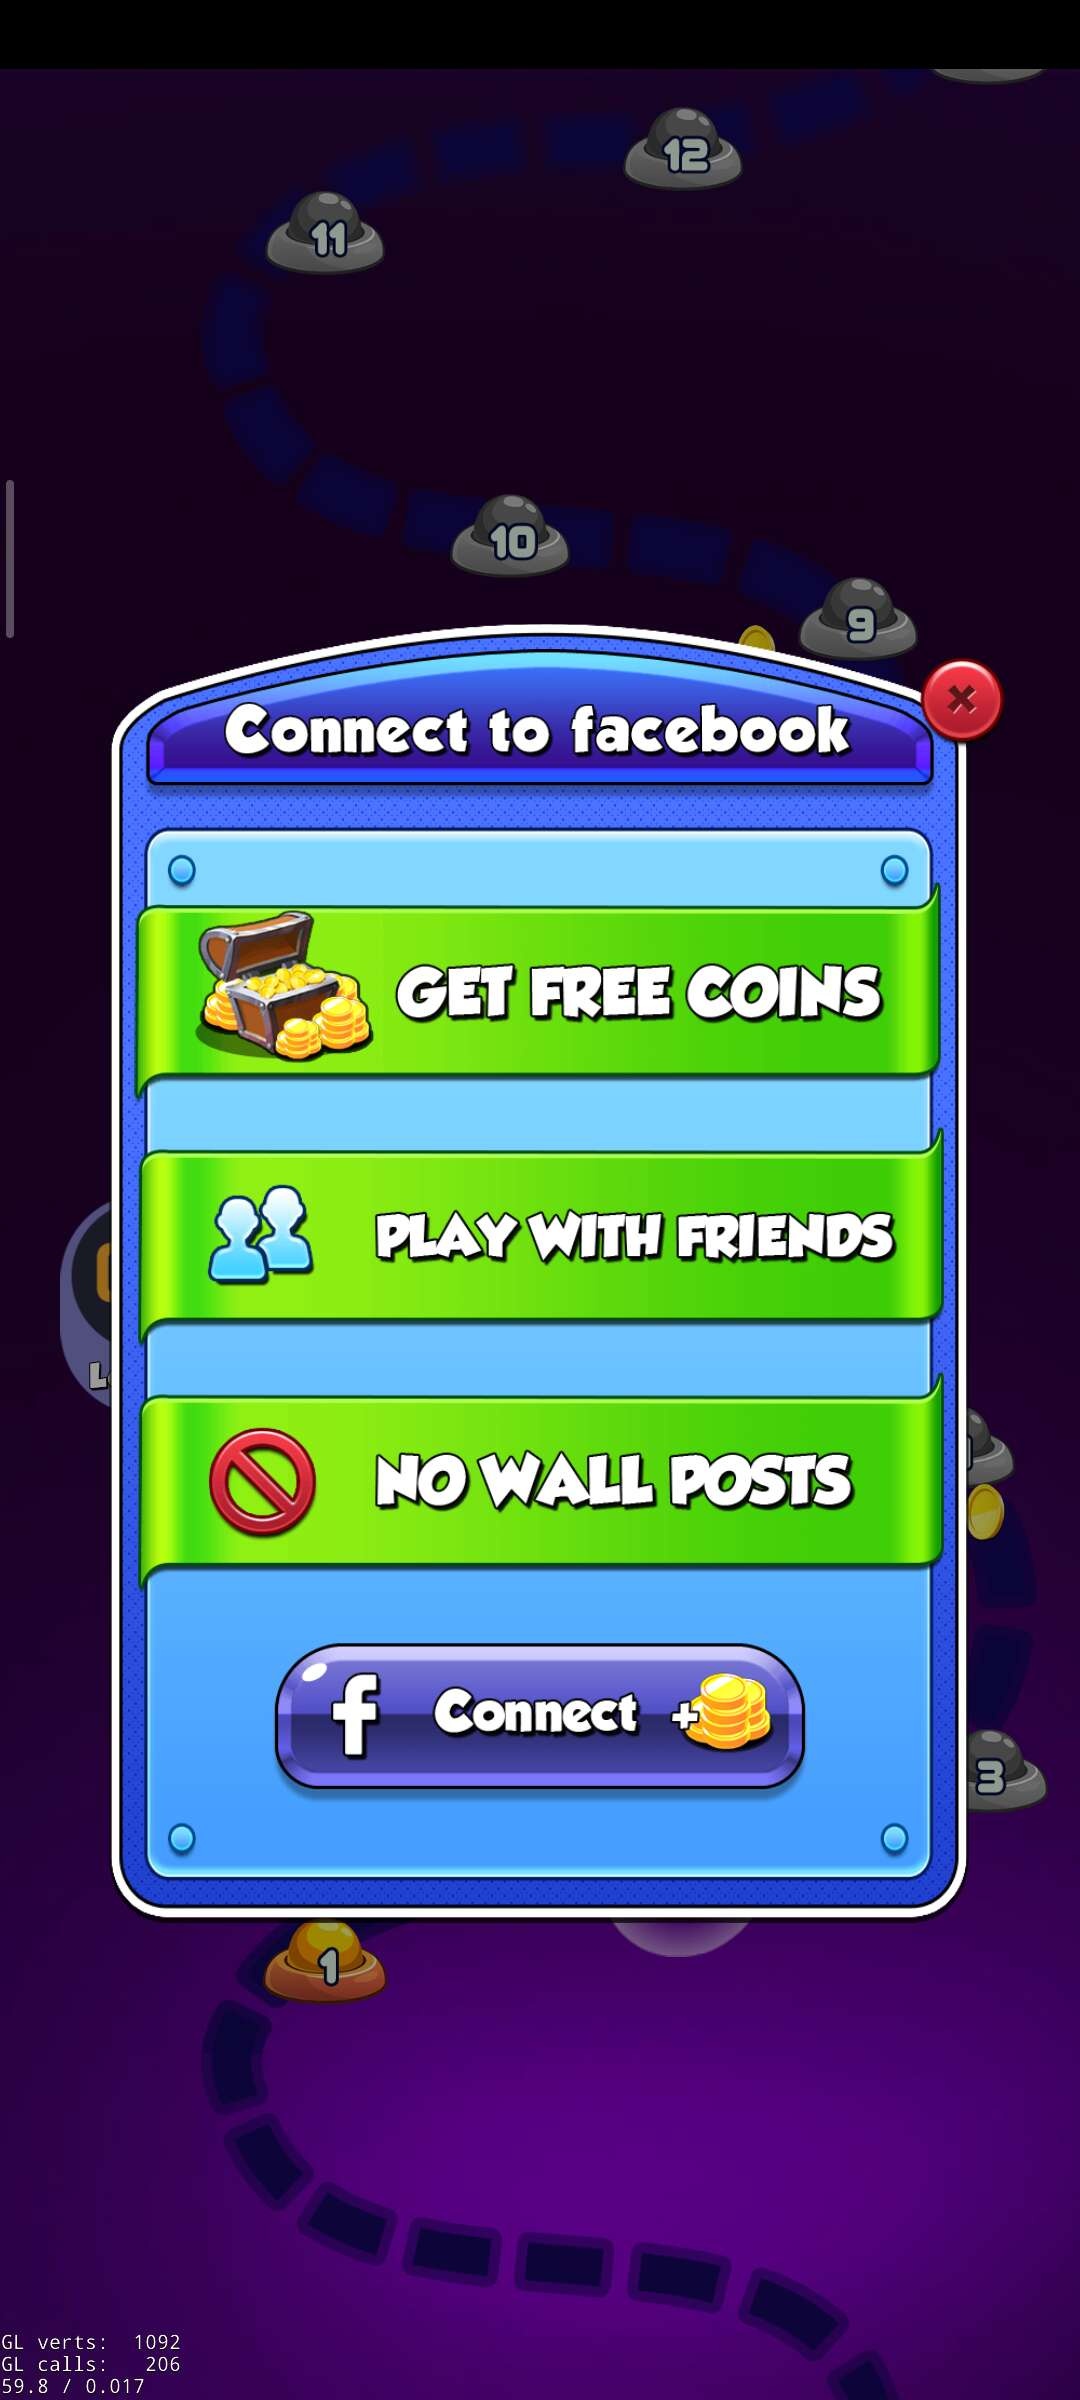 12
11
10
9
Connect to facebook
GET FREE COINS
PLAY WITH FRIENDS
NO WALL POSTS
f Connect +
3
1
GL verts: 1092
GL calls: 206
59.8 / 0.017